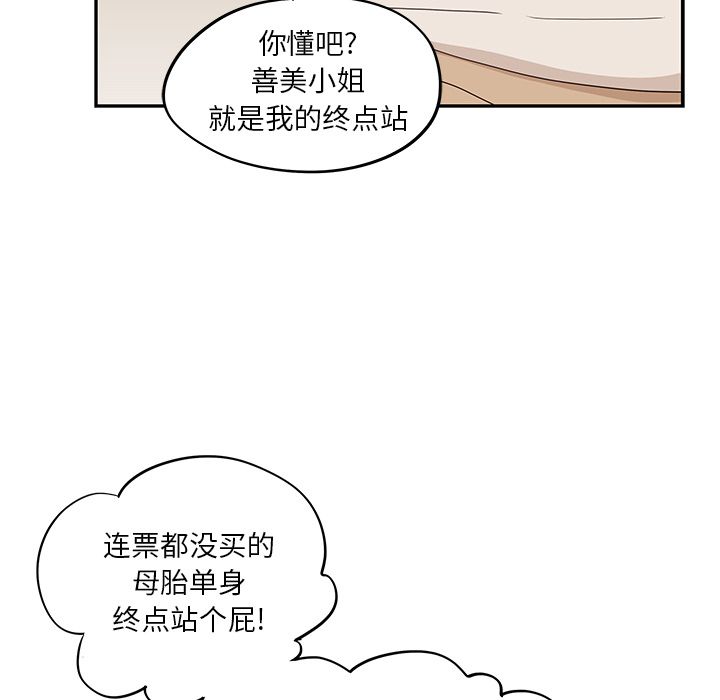 你懂吧?
善美小姐
就是我的终点站
连票都没买的
母胎单身
终点站个屁!